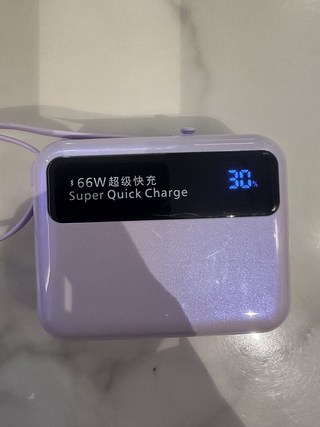 66W超级快充
Super Quick Charge
30%